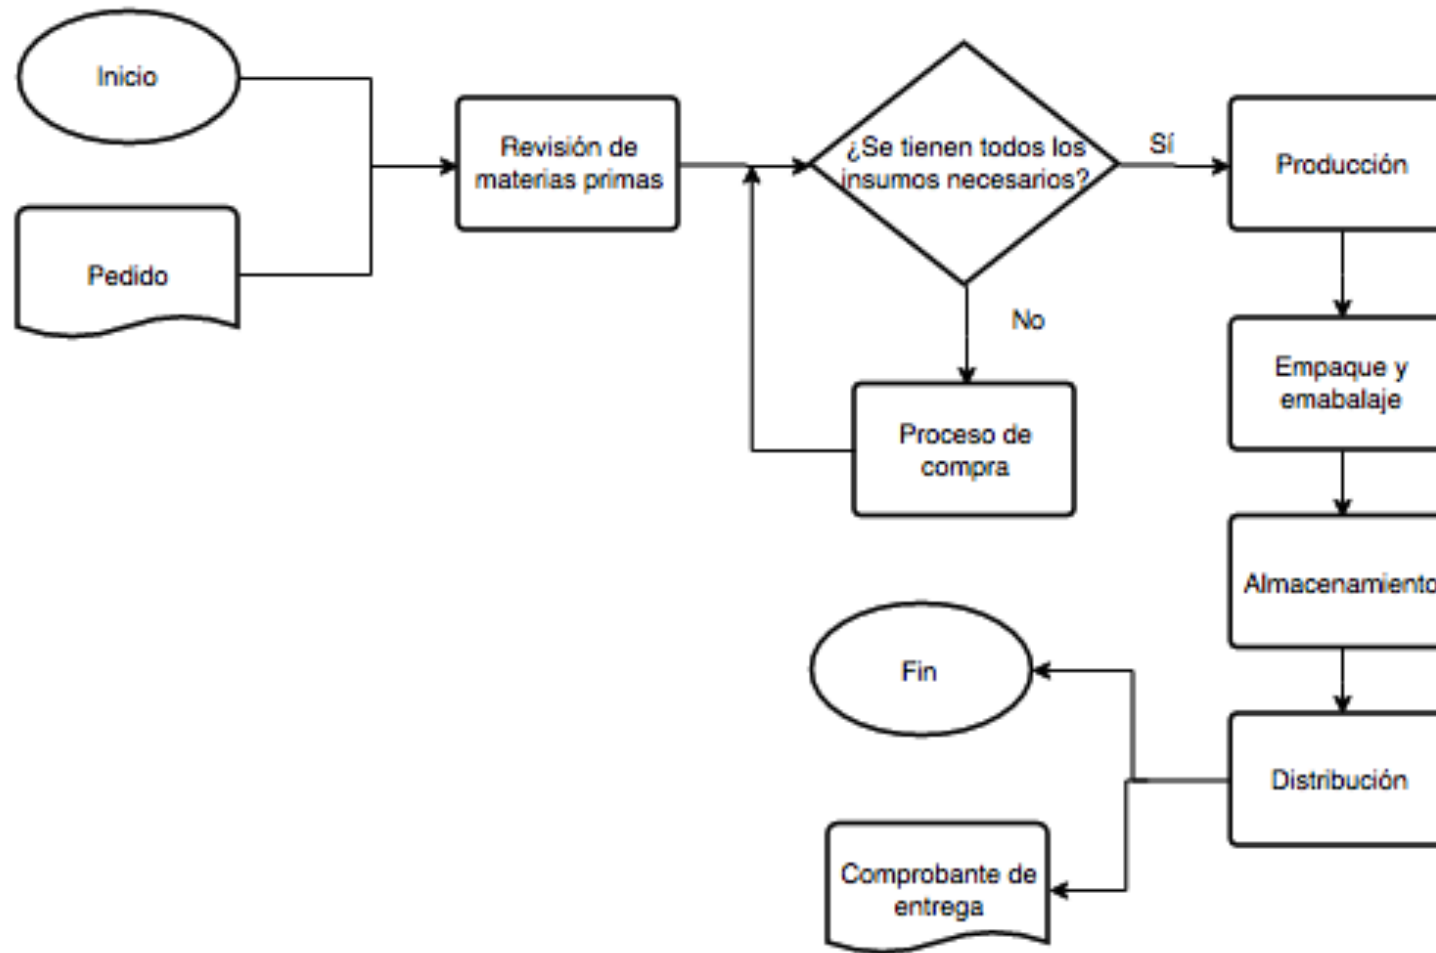 Inicio
Pedido
Revisión de
materias primas
¿Se tienen todos los
insumos necesarios?
Sí
No
Proceso de
compra
Producción
Empaque y
emabalaje
Almacenamiento
Distribución
Fin
Comprobante de
entrega